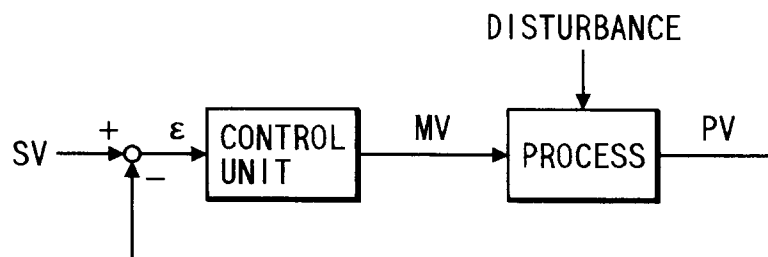 DISTURBANCE
SV
+
−
ε
CONTROL
UNIT
MV
PROCESS
PV